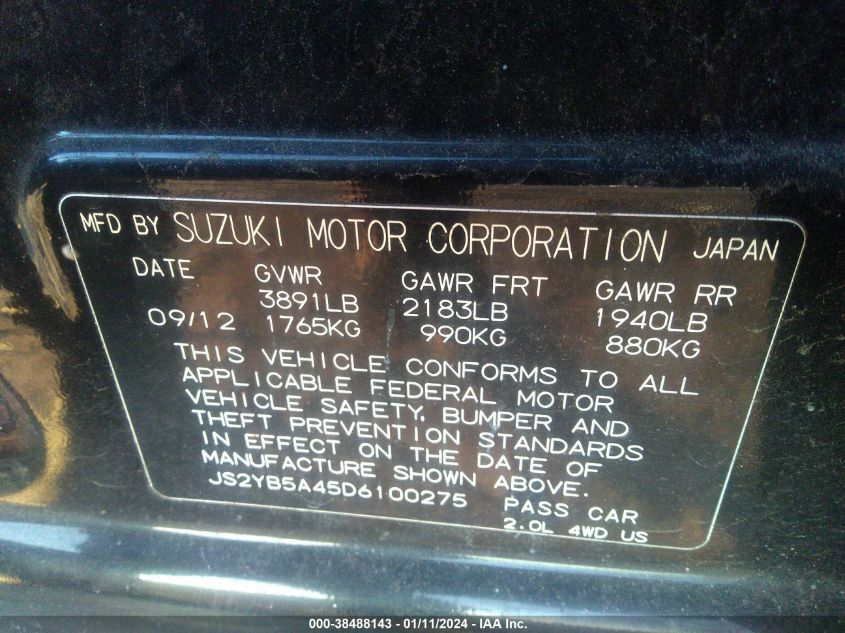 MFD BY SUZUKI MOTOR CORPORATION JAPAN
DATE GVWR GAWR FRT GAWR RR
3891LB 2183LB 1940LB
09/12 1765KG 990KG 880KG
THIS VEHICLE CONFORMS TO ALL
APPLICABLE FEDERAL MOTOR
VEHICLE SAFETY, BUMPER AND
THEFT PREVENTION STANDARDS
IN EFFECT ON THE DATE OF
MANUFACTURE SHOWN ABOVE.
JS2YB5A45D6100275 PASS CAR
2.0L 4WD US
000-38488143 - 01/11/2024 - IAA Inc.